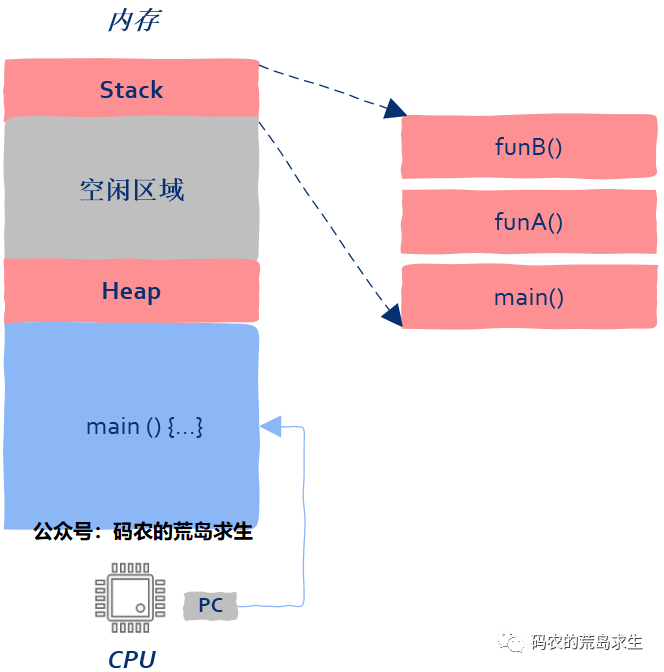 内存
Stack
空闲区域
Heap
main () {...}
公众号：码农的荒岛求生
PC
CPU
funB()
funA()
main()
码农的荒岛求生